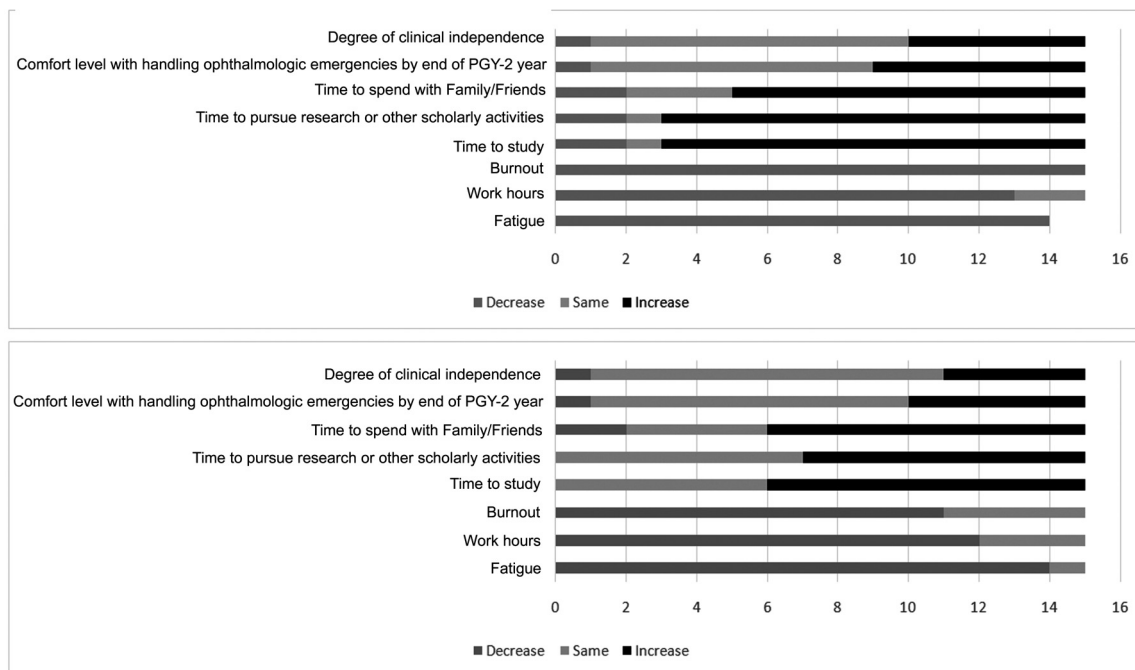 Degree of clinical independence
Comfort level with handling ophthalmologic emergencies by end of PGY-2 year
Time to spend with Family/Friends
Time to pursue research or other scholarly activities
Time to study
Burnout
Work hours
Fatigue
0 2 4 6 8 10 12 14 16
Decrease Same Increase
Degree of clinical independence
Comfort level with handling ophthalmologic emergencies by end of PGY-2 year
Time to spend with Family/Friends
Time to pursue research or other scholarly activities
Time to study
Burnout
Work hours
Fatigue
0 2 4 6 8 10 12 14 16
Decrease Same Increase